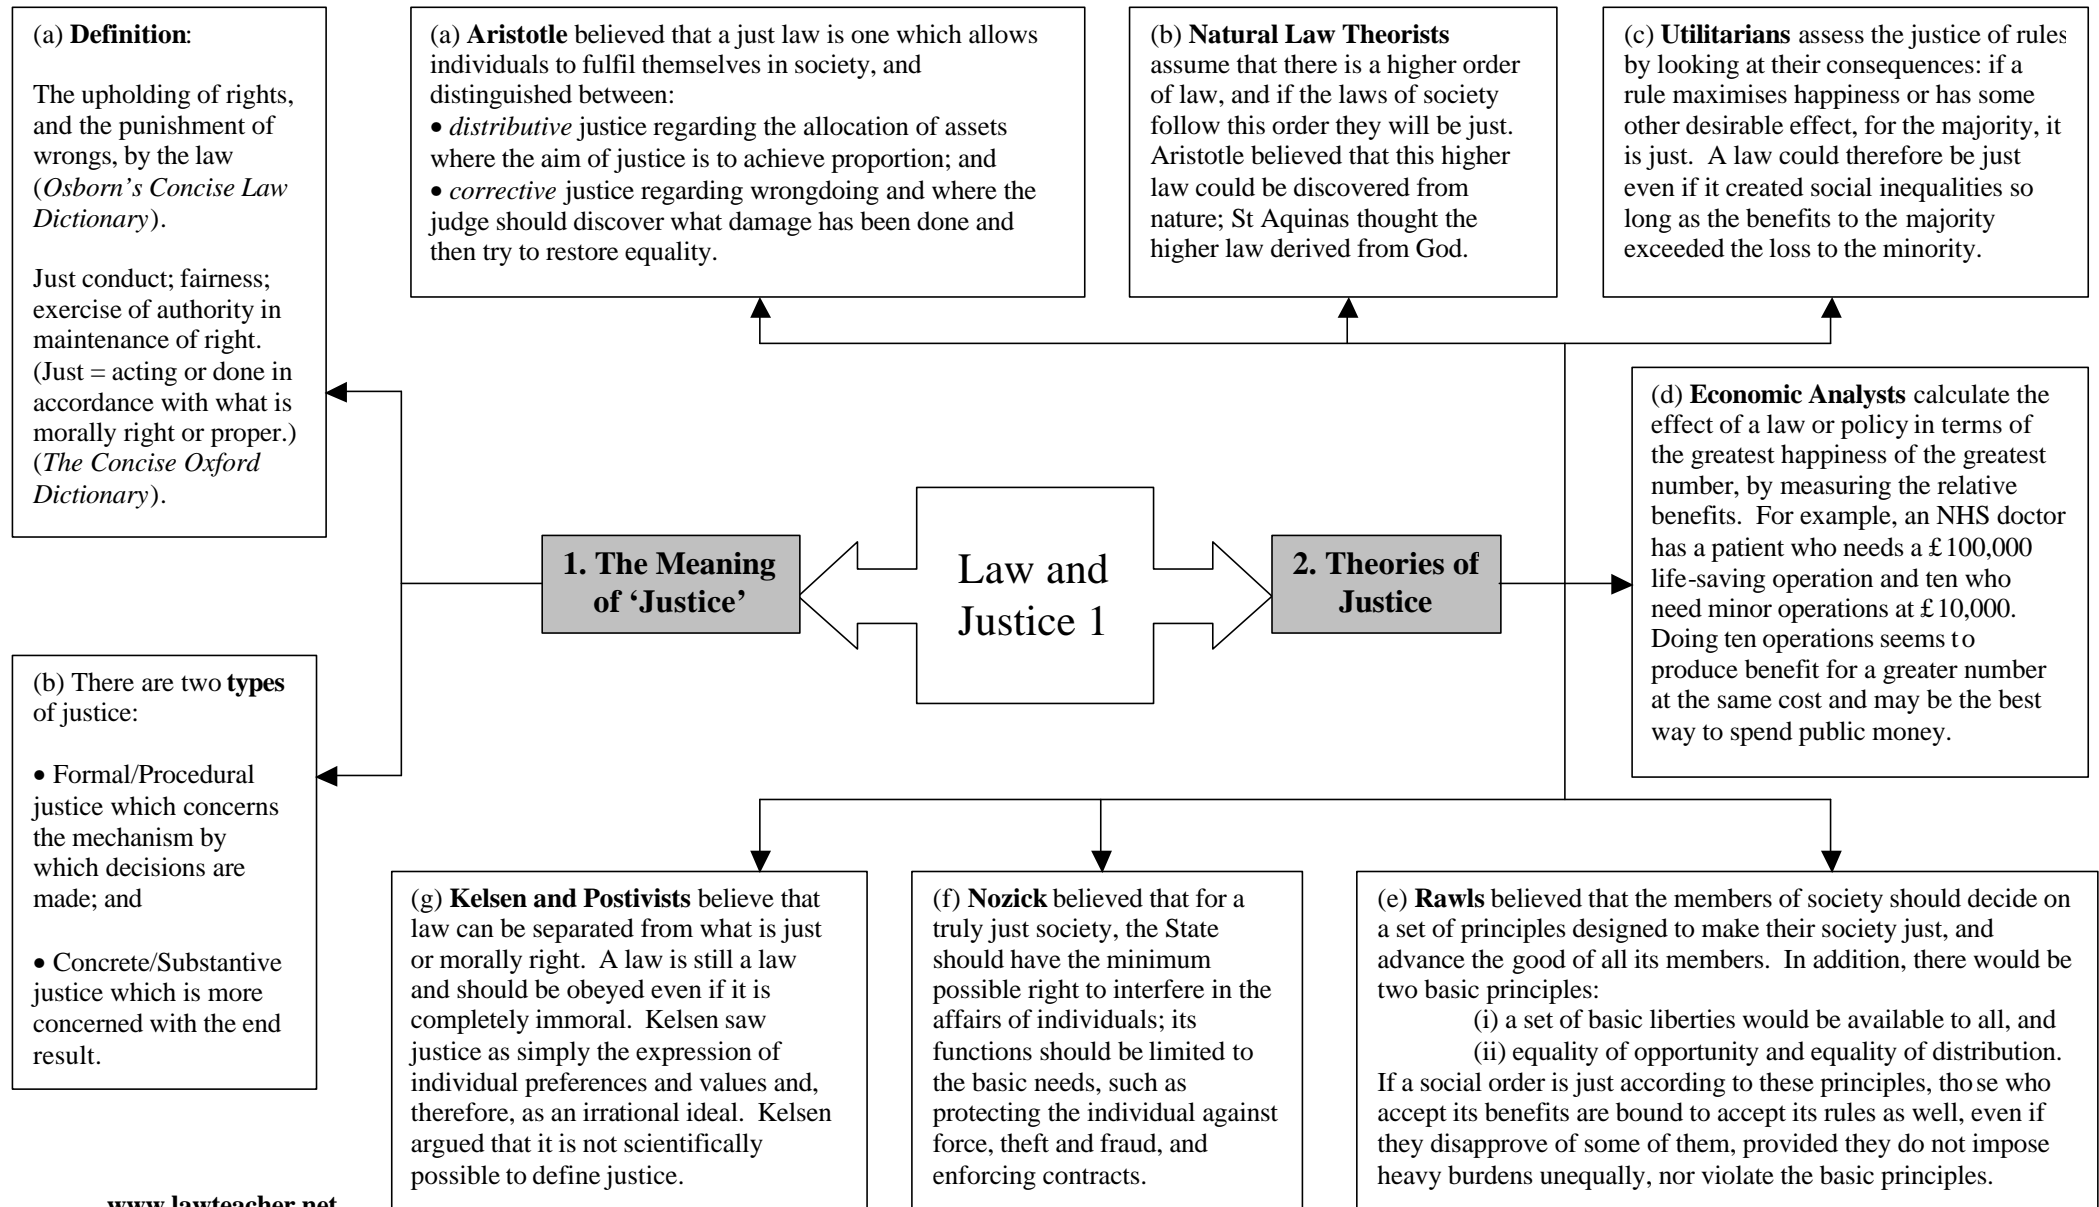 (a) Definition:
The upholding of rights,
and the punishment of
wrongs, by the law
(Osborn’s Concise Law
Dictionary).
Just conduct; fairness;
exercise of authority in
maintenance of right.
(Just = acting or done in
accordance with what is
morally right or proper.)
(The Concise Oxford
Dictionary).
(b) There are two types
of justice:
• Formal/Procedural
justice which concerns
the mechanism by
which decisions are
made; and
• Concrete/Substantive
justice which is more
concerned with the end
result.
1. The Meaning
of ‘Justice’
Law and
Justice 1
2. Theories of
Justice
(a) Aristotle believed that a just law is one which allows
individuals to fulfil themselves in society, and
distinguished between:
• distributive justice regarding the allocation of assets
where the aim of justice is to achieve proportion; and
• corrective justice regarding wrongdoing and where the
judge should discover what damage has been done and
then try to restore equality.
(b) Natural Law Theorists
assume that there is a higher order
of law, and if the laws of society
follow this order they will be just.
Aristotle believed that this higher
law could be discovered from
nature; St Aquinas thought the
higher law derived from God.
(c) Utilitarians assess the justice of rules
by looking at their consequences: if a
rule maximises happiness or has some
other desirable effect, for the majority, it
is just. A law could therefore be just
even if it created social inequalities so
long as the benefits to the majority
exceeded the loss to the minority.
(d) Economic Analysts calculate the
effect of a law or policy in terms of
the greatest happiness of the greatest
number, by measuring the relative
benefits. For example, an NHS doctor
has a patient who needs a £100,000
life-saving operation and ten who
need minor operations at £10,000.
Doing ten operations seems to
produce benefit for a greater number
at the same cost and may be the best
way to spend public money.
(e) Rawls believed that the members of society should decide on
a set of principles designed to make their society just, and
advance the good of all its members. In addition, there would be
two basic principles:
(i) a set of basic liberties would be available to all, and
(ii) equality of opportunity and equality of distribution.
If a social order is just according to these principles, those who
accept its benefits are bound to accept its rules as well, even if
they disapprove of some of them, provided they do not impose
heavy burdens unequally, nor violate the basic principles.
(f) Nozick believed that for a
truly just society, the State
should have the minimum
possible right to interfere in the
affairs of individuals; its
functions should be limited to
the basic needs, such as
protecting the individual against
force, theft and fraud, and
enforcing contracts.
(g) Kelsen and Postivists believe that
law can be separated from what is just
or morally right. A law is still a law
and should be obeyed even if it is
completely immoral. Kelsen saw
justice as simply the expression of
individual preferences and values and,
therefore, as an irrational ideal. Kelsen
argued that it is not scientifically
possible to define justice.
www.lawteacher.net